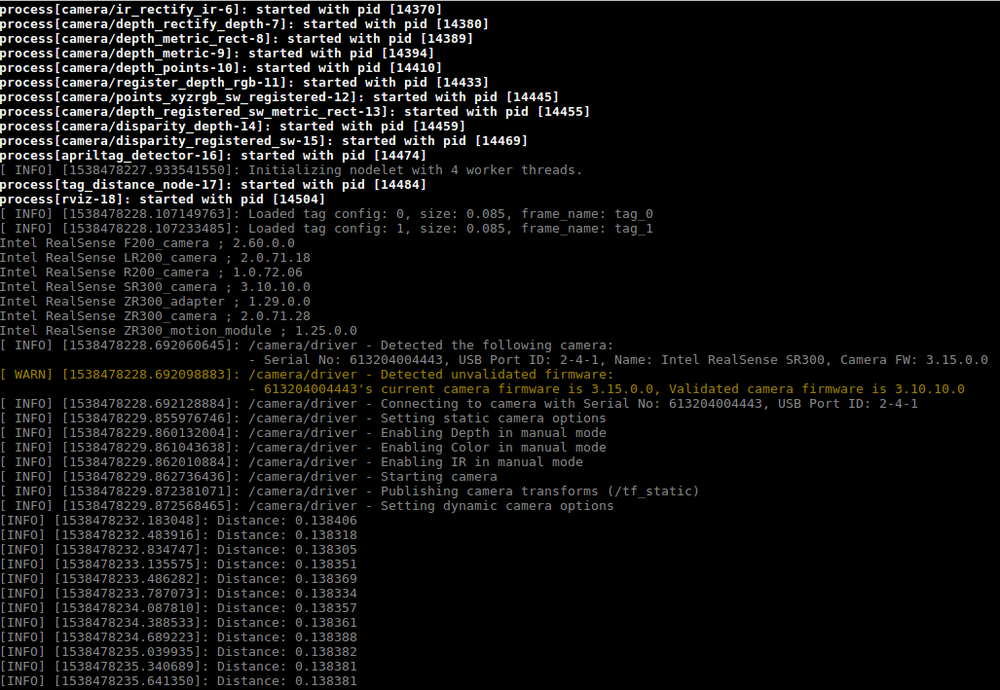 process[camera/ir_rectify_ir-6]: started with pid [14370]
process[camera/depth_rectify_depth-7]: started with pid [14380]
process[camera/depth_metric_rect-8]: started with pid [14389]
process[camera/depth_metric-9]: started with pid [14394]
process[camera/depth_points-10]: started with pid [14410]
process[camera/register_depth_rgb-11]: started with pid [14433]
process[camera/points_xyzrgb_sw_registered-12]: started with pid [14445]
process[camera/depth_registered_sw_metric_rect-13]: started with pid [14455]
process[camera/disparity_depth-14]: started with pid [14459]
process[camera/disparity_registered_sw-15]: started with pid [14469]
process[apriltag_detector-16]: started with pid [14474]
[ INFO] [1538478227.933541550]: Initializing nodelet with 4 worker threads.
process[tag_distance_node-17]: started with pid [14484]
process[rviz-18]: started with pid [14504]
[ INFO] [1538478228.107149763]: Loaded tag config: 0, size: 0.085, frame_name: tag_0
[ INFO] [1538478228.107233485]: Loaded tag config: 1, size: 0.085, frame_name: tag_1
Intel RealSense F200_camera ; 2.60.0.0
Intel RealSense LR200_camera ; 2.0.71.18
Intel RealSense R200_camera ; 1.0.72.06
Intel RealSense SR300_camera ; 3.10.10.0
Intel RealSense ZR300_adapter ; 1.29.0.0
Intel RealSense ZR300_camera ; 2.0.71.28
Intel RealSense ZR300_motion_module ; 1.25.0.0
[ INFO] [1538478228.692060645]: /camera/driver - Detected the following camera:
- Serial No: 613204004443, USB Port ID: 2-4-1, Name: Intel RealSense SR300, Camera FW: 3.15.0.0
[ WARN] [1538478228.692098883]: /camera/driver - Detected unvalidated firmware:
- 613204004443's current camera firmware is 3.15.0.0, Validated camera firmware is 3.10.10.0
[ INFO] [1538478228.692128884]: /camera/driver - Connecting to camera with Serial No: 613204004443, USB Port ID: 2-4-1
[ INFO] [1538478229.855976746]: /camera/driver - Setting static camera options
[ INFO] [1538478229.860132004]: /camera/driver - Enabling Depth in manual mode
[ INFO] [1538478229.861043638]: /camera/driver - Enabling Color in manual mode
[ INFO] [1538478229.862010884]: /camera/driver - Enabling IR in manual mode
[ INFO] [1538478229.862736436]: /camera/driver - Starting camera
[ INFO] [1538478229.872381071]: /camera/driver - Publishing camera transforms (/tf_static)
[ INFO] [1538478229.872568465]: /camera/driver - Setting dynamic camera options
[INFO] [1538478232.183048]: Distance: 0.138406
[INFO] [1538478232.483916]: Distance: 0.138318
[INFO] [1538478232.834747]: Distance: 0.138305
[INFO] [1538478233.135575]: Distance: 0.138351
[INFO] [1538478233.486282]: Distance: 0.138369
[INFO] [1538478233.787073]: Distance: 0.138334
[INFO] [1538478234.087810]: Distance: 0.138357
[INFO] [1538478234.388533]: Distance: 0.138361
[INFO] [1538478234.689223]: Distance: 0.138388
[INFO] [1538478235.039935]: Distance: 0.138382
[INFO] [1538478235.340689]: Distance: 0.138381
[INFO] [1538478235.641350]: Distance: 0.138381